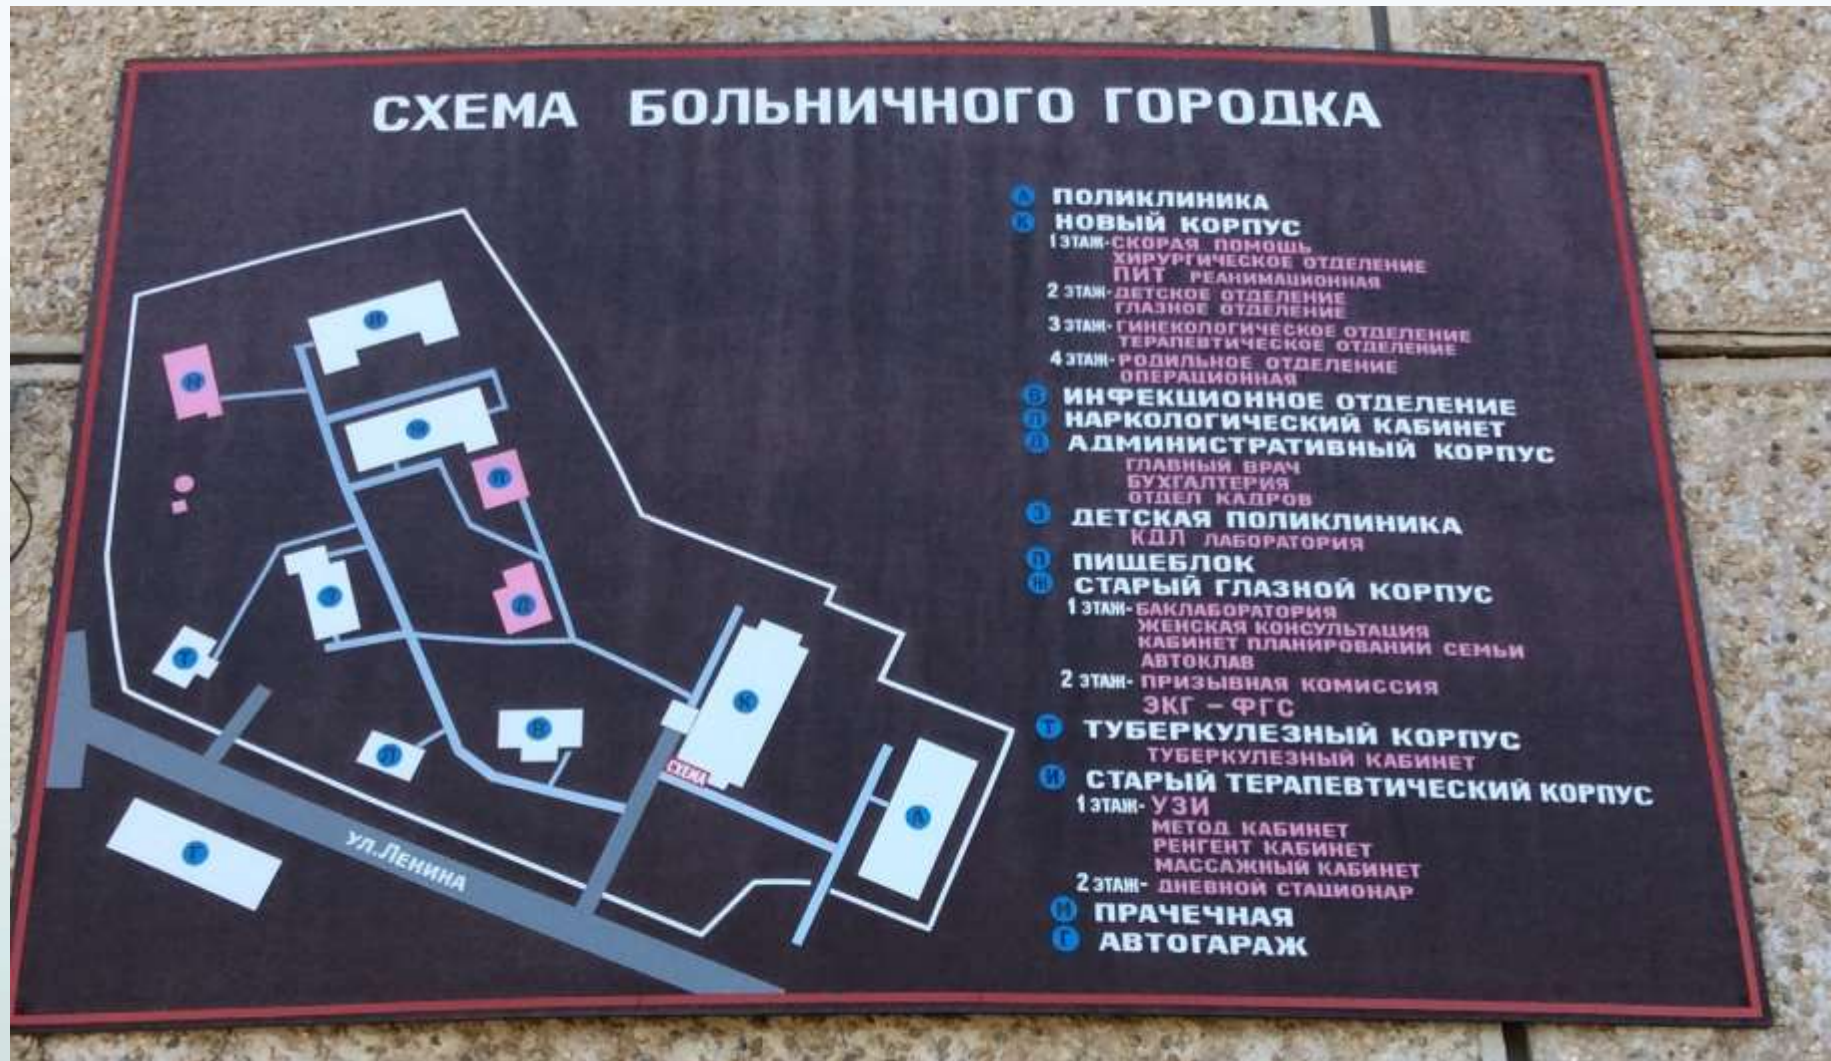 СХЕМА БОЛЬНИЧНОГО ГОРОДКА
А ПОЛИКЛИНИКА
К НОВЫЙ КОРПУС
1 ЭТАЖ- СКОРАЯ ПОМОЩЬ
ХИРУРГИЧЕСКОЕ ОТДЕЛЕНИЕ
ПИТ РЕАНИМАЦИОННАЯ
2 ЭТАЖ- ДЕТСКОЕ ОТДЕЛЕНИЕ
ГЛАЗНОЕ ОТДЕЛЕНИЕ
3 ЭТАЖ- ГИНЕКОЛОГИЧЕСКОЕ ОТДЕЛЕНИЕ
ТЕРАПЕВТИЧЕСКОЕ ОТДЕЛЕНИЕ
4 ЭТАЖ- РОДИЛЬНОЕ ОТДЕЛЕНИЕ
ОПЕРАЦИОННАЯ
В ИНФЕКЦИОННОЕ ОТДЕЛЕНИЕ
НАРКОЛОГИЧЕСКИЙ КАБИНЕТ
АДМИНИСТРАТИВНЫЙ КОРПУС
ГЛАВНЫЙ ВРАЧ
БУХГАЛТЕРИЯ
ОТДЕЛ КАДРОВ
З ДЕТСКАЯ ПОЛИКЛИНИКА
КДЛ ЛАБОРАТОРИЯ
П ПИЩЕБЛОК
Ж СТАРЫЙ ГЛАЗНОЙ КОРПУС
1 ЭТАЖ- БАКЛАБОРАТОРИЯ
ЖЕНСКАЯ КОНСУЛЬТАЦИЯ
КАБИНЕТ ПЛАНИРОВАНИИ СЕМЬИ
АВТОКЛАВ
2 ЭТАЖ- ПРИЗЫВНАЯ КОМИССИЯ
ЭКГ - ФГС
Т ТУБЕРКУЛЕЗНЫЙ КОРПУС
ТУБЕРКУЛЕЗНЫЙ КАБИНЕТ
И СТАРЫЙ ТЕРАПЕВТИЧЕСКИЙ КОРПУС
1 ЭТАЖ- УЗИ
МЕТОД КАБИНЕТ
РЕНГЕНТ КАБИНЕТ
МАССАЖНЫЙ КАБИНЕТ
2 ЭТАЖ- ДНЕВНОЙ СТАЦИОНАР
ПРАЧЕЧНАЯ
Г АВТОГАРАЖ
Т
В
К
СХЕМА
Г
УЛ.ЛЕНИНА